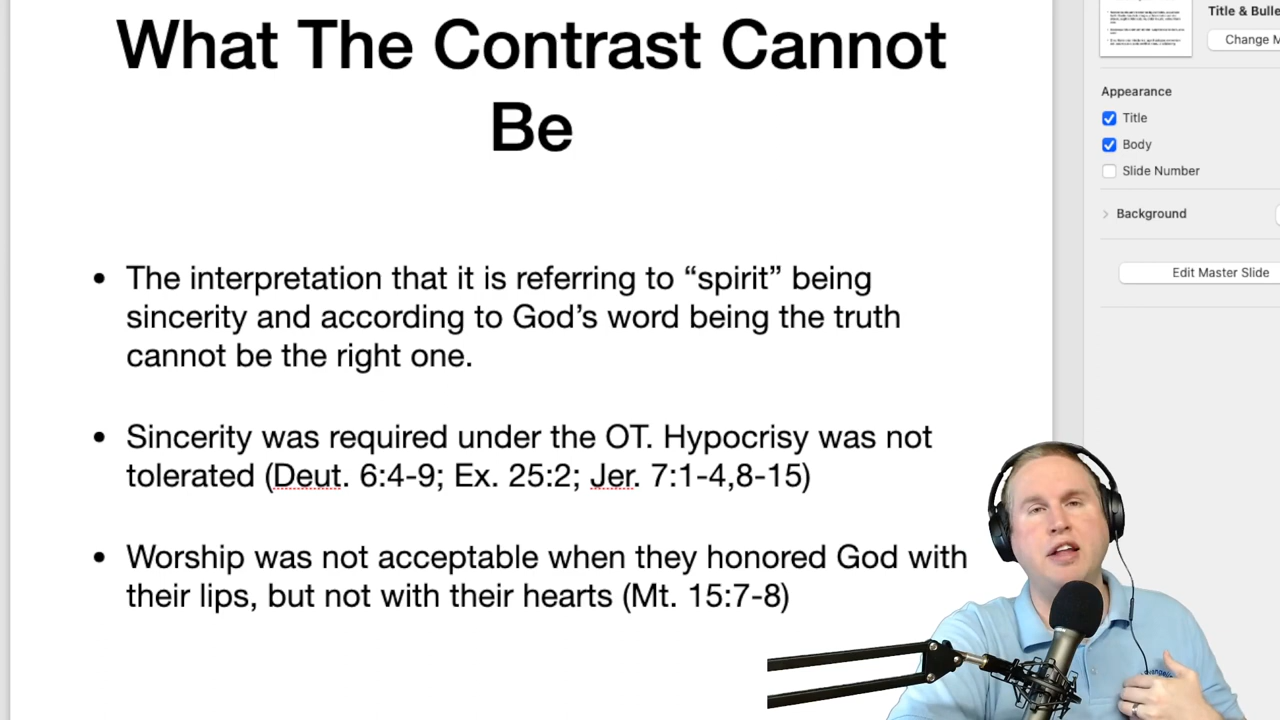 What The Contrast Cannot
Be
• The interpretation that it is referring to “spirit” being
sincerity and according to God’s word being the truth
cannot be the right one.
• Sincerity was required under the OT. Hypocrisy was not
tolerated (Deut. 6:4-9; Ex. 25:2; Jer. 7:1-4,8-15)
• Worship was not acceptable when they honored God with
their lips, but not with their hearts (Mt. 15:7-8)
Title & Bulle
Change M
Appearance
Title
Body
Slide Number
Background
Edit Master Slide